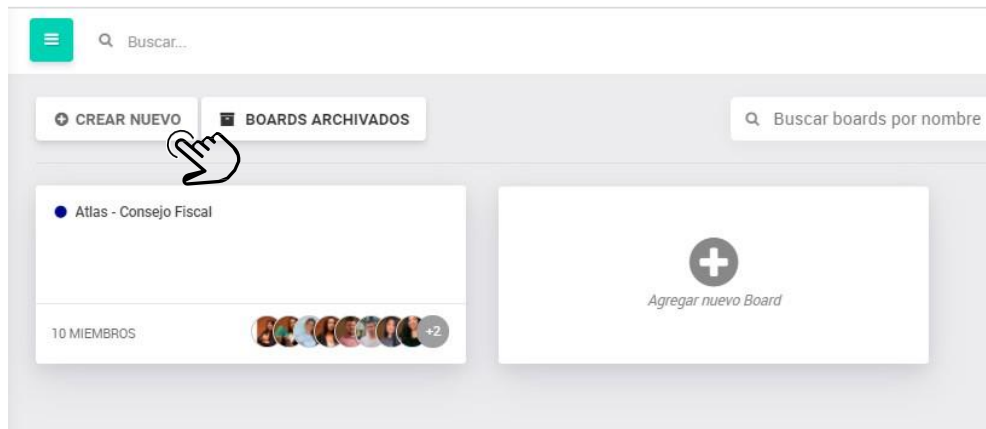 Buscar...
CREAR NUEVO
BOARDS ARCHIVADOS
Buscar boards por nombre
Atlas - Consejo Fiscal
Agregar nuevo Board
10 MIEMBROS
+2